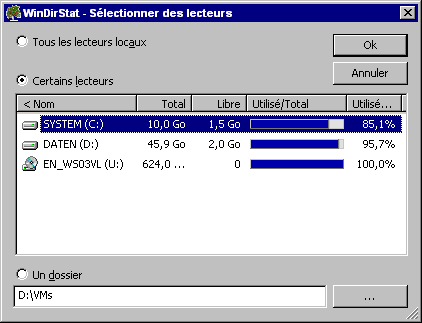 WinDirStat - Sélectionner des lecteurs
Tous les lecteurs locaux
Ok
Annuler
Certains lecteurs
< Nom Total Libre Utilisé/Total Utilisé...
SYSTEM (C:) 10,0 Go 1,5 Go 85,1%
DATEN (D:) 45,9 Go 2,0 Go 95,7%
EN_WS03VL (U:) 624,0 ... 0 100,0%
Un dossier
D:\VMs
...